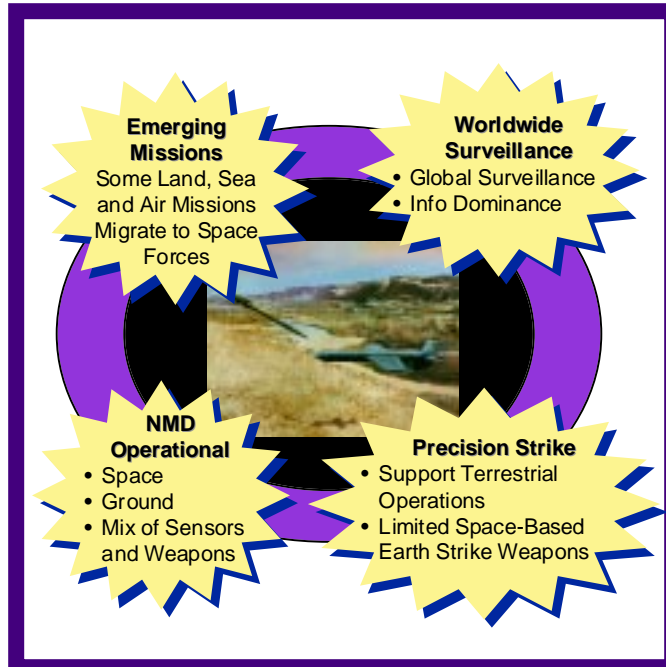 Emerging
Missions
Some Land, Sea
and Air Missions
Migrate to Space
Forces
Worldwide
Surveillance
• Global Surveillance
• Info Dominance
NMD
Operational
• Space
• Ground
• Mix of Sensors
and Weapons
Precision Strike
• Support Terrestrial
Operations
• Limited Space-Based
Earth Strike Weapons